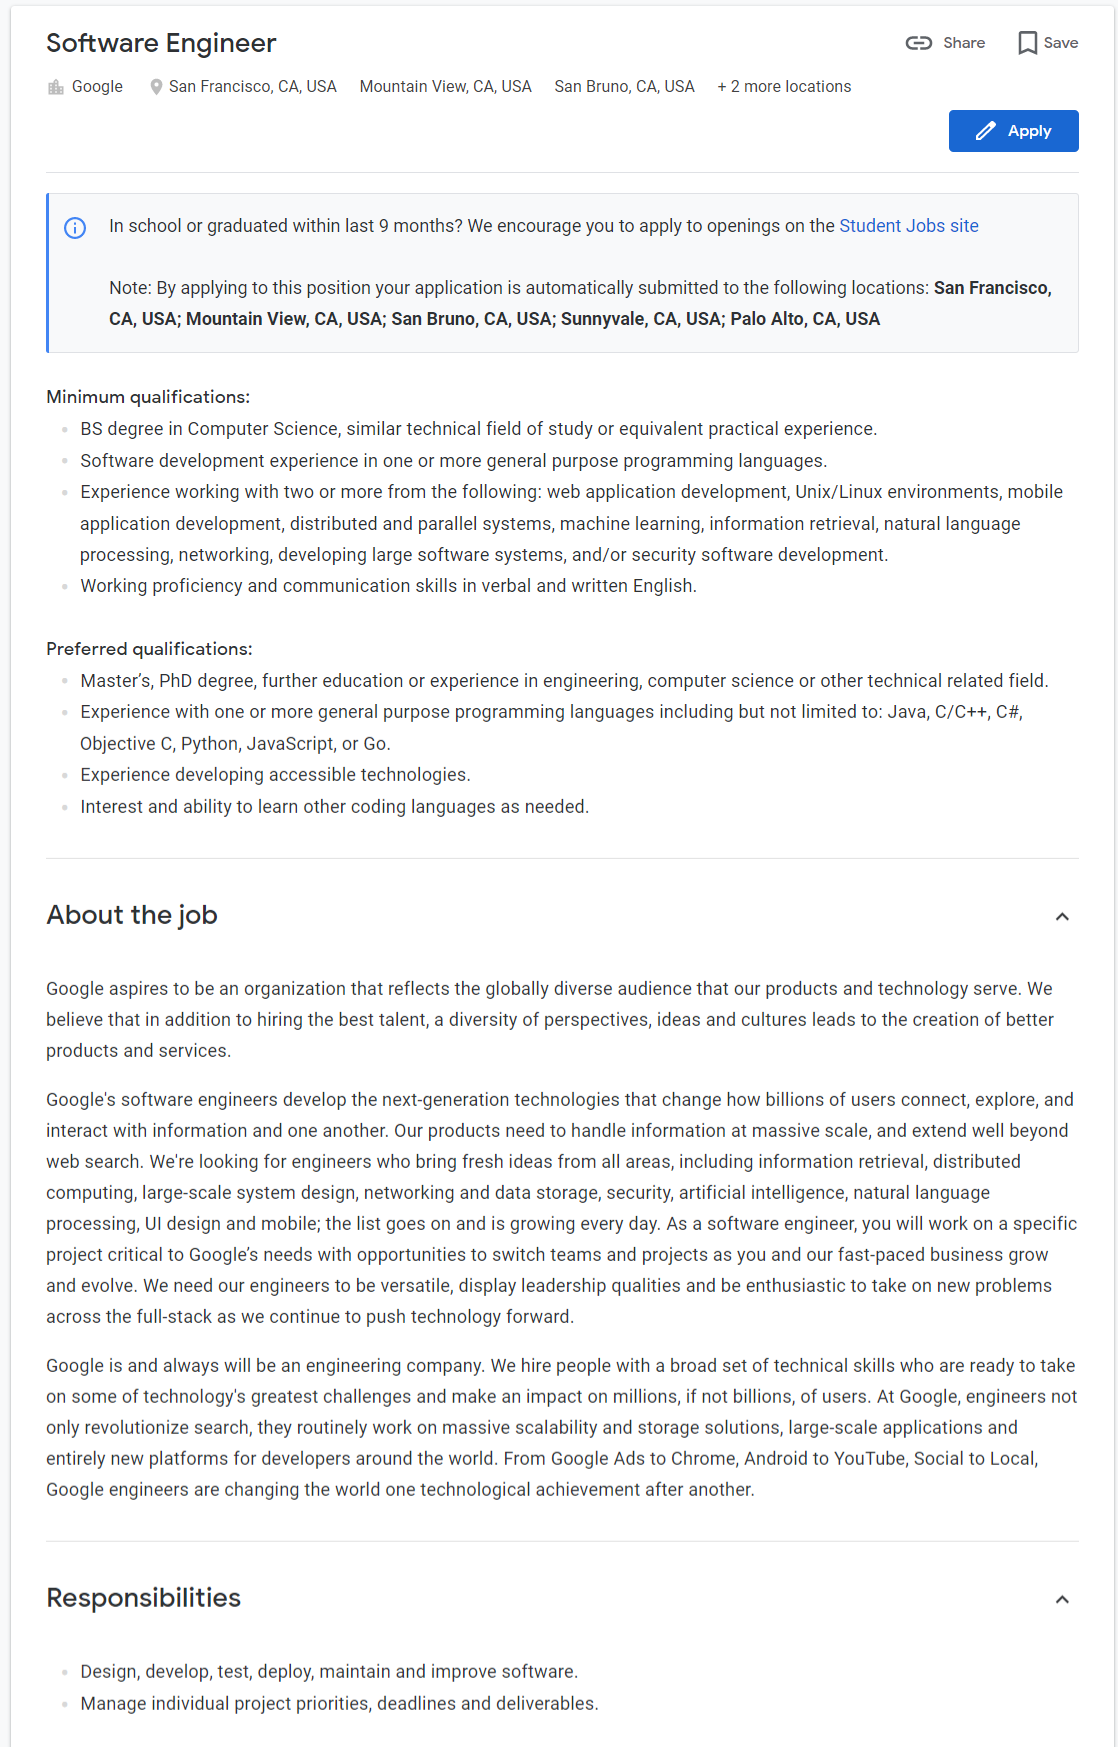 Software Engineer
Share
Save
Google San Francisco, CA, USA Mountain View, CA, USA San Bruno, CA, USA + 2 more locations
Apply
In school or graduated within last 9 months? We encourage you to apply to openings on the Student Jobs site
Note: By applying to this position your application is automatically submitted to the following locations: San Francisco,
CA, USA; Mountain View, CA, USA; San Bruno, CA, USA; Sunnyvale, CA, USA; Palo Alto, CA, USA
Minimum qualifications:
BS degree in Computer Science, similar technical field of study or equivalent practical experience.
Software development experience in one or more general purpose programming languages.
Experience working with two or more from the following: web application development, Unix/Linux environments, mobile
application development, distributed and parallel systems, machine learning, information retrieval, natural language
processing, networking, developing large software systems, and/or security software development.
Working proficiency and communication skills in verbal and written English.
Preferred qualifications:
Master’s, PhD degree, further education or experience in engineering, computer science or other technical related field.
Experience with one or more general purpose programming languages including but not limited to: Java, C/C++, C#,
Objective C, Python, JavaScript, or Go.
Experience developing accessible technologies.
Interest and ability to learn other coding languages as needed.
About the job
Google aspires to be an organization that reflects the globally diverse audience that our products and technology serve. We
believe that in addition to hiring the best talent, a diversity of perspectives, ideas and cultures leads to the creation of better
products and services.
Google's software engineers develop the next-generation technologies that change how billions of users connect, explore, and
interact with information and one another. Our products need to handle information at massive scale, and extend well beyond
web search. We're looking for engineers who bring fresh ideas from all areas, including information retrieval, distributed
computing, large-scale system design, networking and data storage, security, artificial intelligence, natural language
processing, UI design and mobile; the list goes on and is growing every day. As a software engineer, you will work on a specific
project critical to Google’s needs with opportunities to switch teams and projects as you and our fast-paced business grow
and evolve. We need our engineers to be versatile, display leadership qualities and be enthusiastic to take on new problems
across the full-stack as we continue to push technology forward.
Google is and always will be an engineering company. We hire people with a broad set of technical skills who are ready to take
on some of technology's greatest challenges and make an impact on millions, if not billions, of users. At Google, engineers not
only revolutionize search, they routinely work on massive scalability and storage solutions, large-scale applications and
entirely new platforms for developers around the world. From Google Ads to Chrome, Android to YouTube, Social to Local,
Google engineers are changing the world one technological achievement after another.
Responsibilities
Design, develop, test, deploy, maintain and improve software.
Manage individual project priorities, deadlines and deliverables.